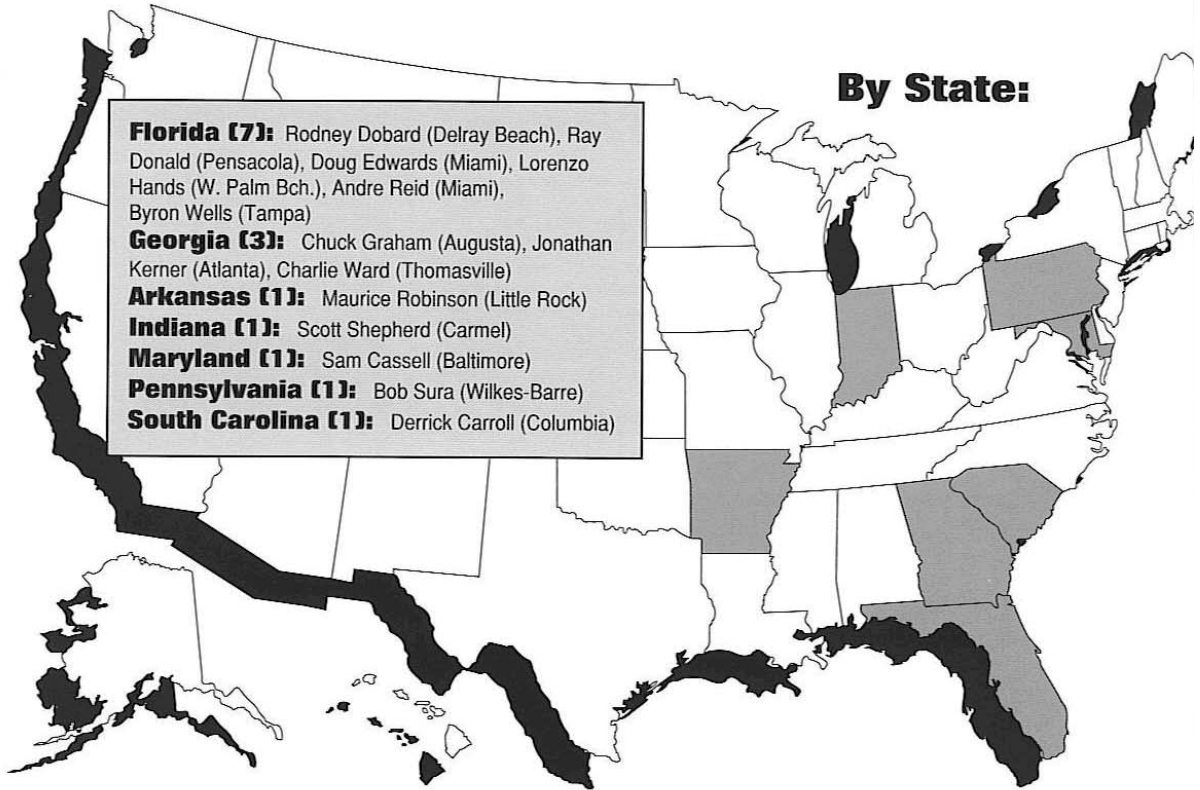 By State:
Florida (7): Rodney Dobard (Delray Beach), Ray
Donald (Pensacola), Doug Edwards (Miami), Lorenzo
Hands (W. Palm Bch.), Andre Reid (Miami),
Byron Wells (Tampa)
Georgia (3): Chuck Graham (Augusta), Jonathan
Kerner (Atlanta), Charlie Ward (Thomasville)
Arkansas (1): Maurice Robinson (Little Rock)
Indiana (1): Scott Shepherd (Carmel)
Maryland (1): Sam Cassell (Baltimore)
Pennsylvania (1): Bob Sura (Wilkes-Barre)
South Carolina (1): Derrick Carroll (Columbia)